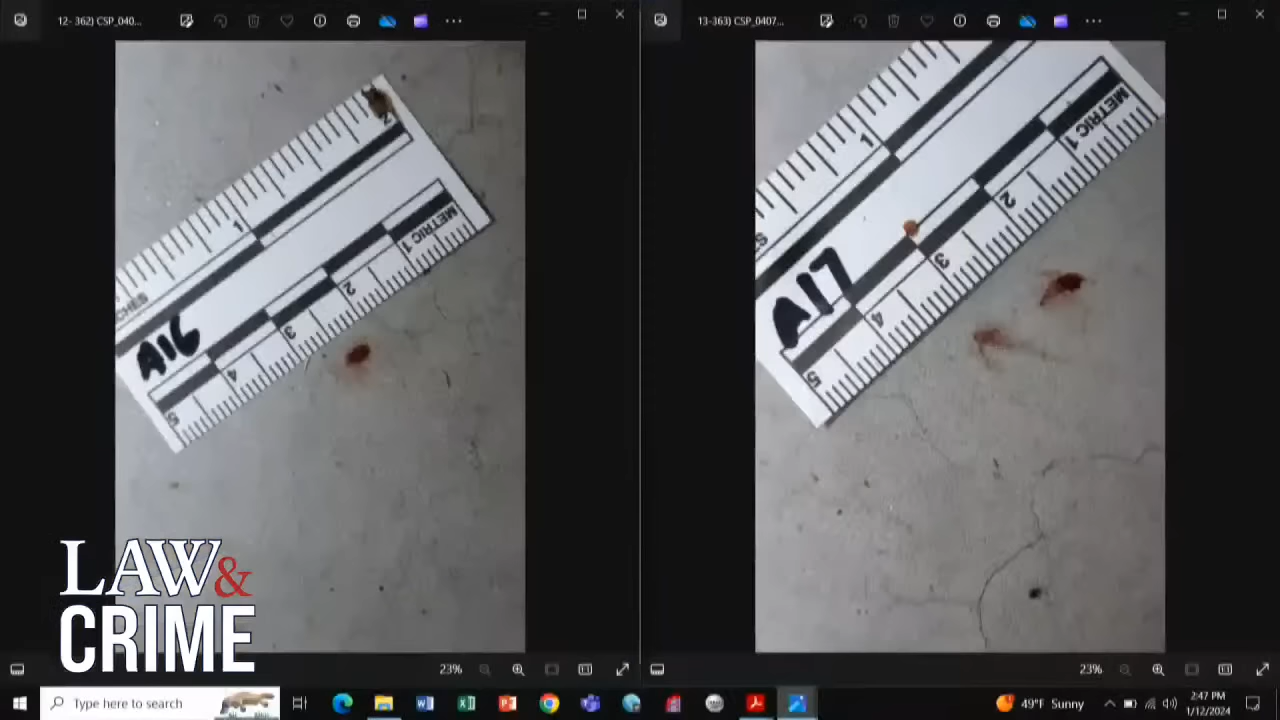 12- 362) CSP_040...
13-363) CSP_0407...
1
METRIC 1
2
3
4
5
A16
1
METRIC 1
2
3
4
5
A17
LAW&
CRIME
23%
23%
Type here to search
49°F Sunny
2:47 PM
1/12/2024